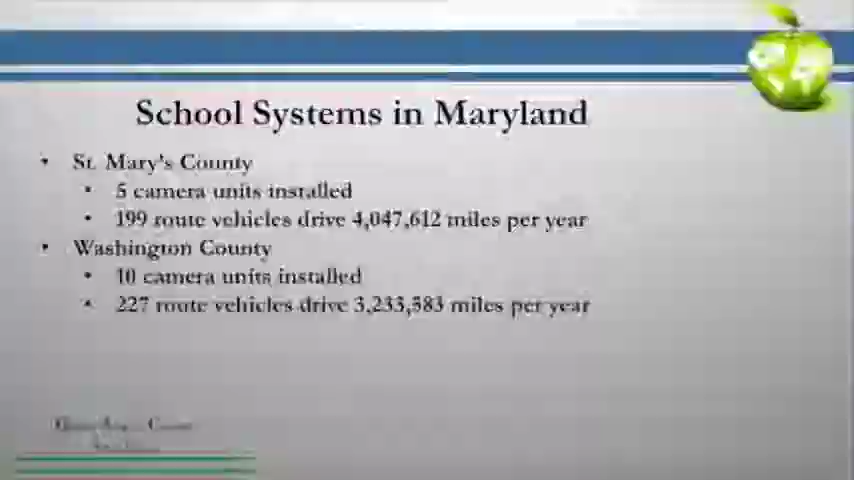 School Systems in Maryland
• St. Mary's County
• 5 camera units installed
• 199 route vehicles drive 4,047,612 miles per year
• Washington County
• 10 camera units installed
• 227 route vehicles drive 3,233,583 miles per year